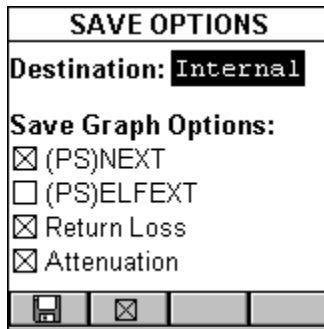 SAVE OPTIONS
Destination: Internal
Save Graph Options:
(PS)NEXT
(PS)ELFEXT
Return Loss
Attenuation